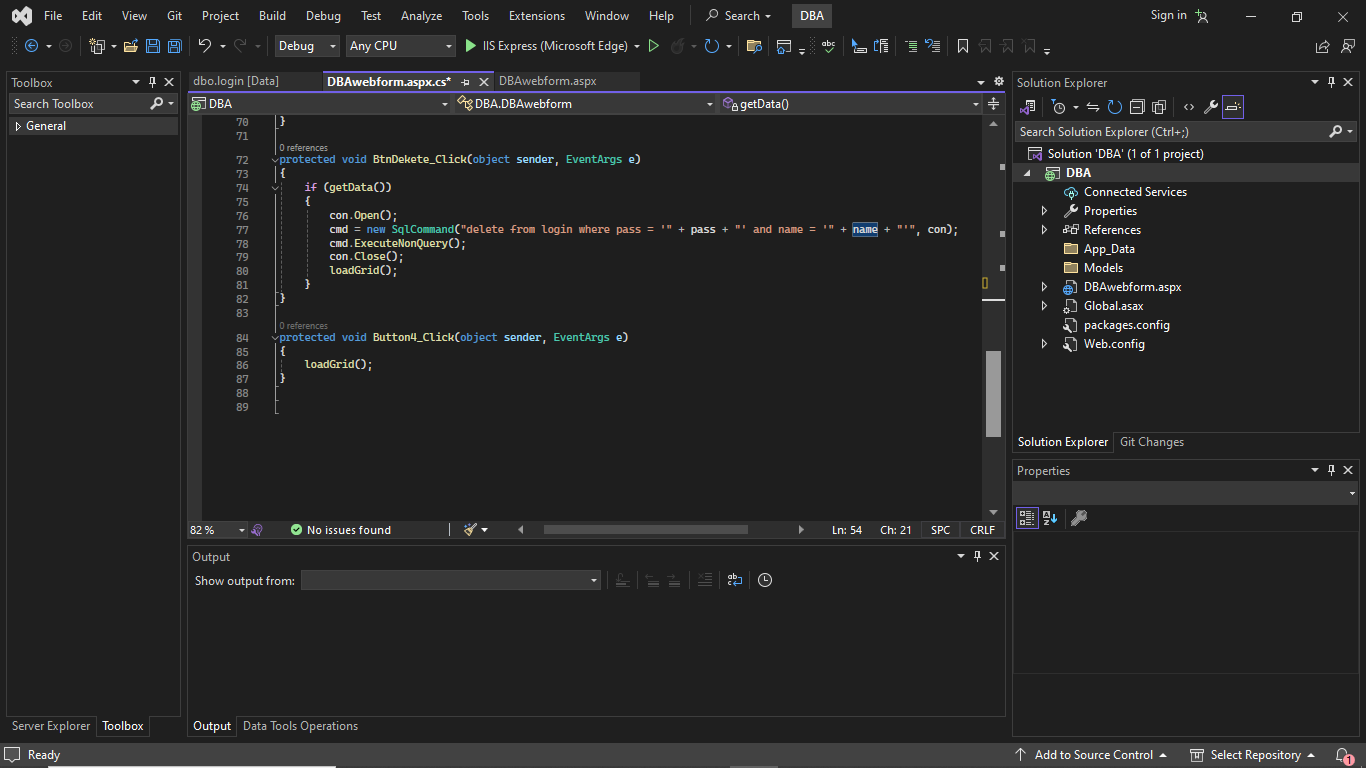 File Edit View Git Project Build Debug Test Analyze Tools Extensions Window Help Search DBA Sign in
Debug Any CPU IIS Express (Microsoft Edge)
Toolbox
Search Toolbox
General
dbo.login [Data] DBAwebform.aspx.cs* DBAwebform.aspx
DBA DBA.DBAwebform getData()
70 }
71
0 references
72 protected void BtnDekete_Click(object sender, EventArgs e)
73 {
74 if (getData())
75 {
76 con.Open();
77 cmd = new SqlCommand("delete from login where pass = '" + pass + "' and name = '" + name + "'", con);
78 cmd.ExecuteNonQuery();
79 con.Close();
80 loadGrid();
81 }
82 }
83
0 references
84 protected void Button4_Click(object sender, EventArgs e)
85 {
86 loadGrid();
87 }
88
89
82 % No issues found Ln: 54 Ch: 21 SPC CRLF
Output
Show output from:
Output Data Tools Operations
Server Explorer Toolbox
Solution Explorer
Search Solution Explorer (Ctrl+;)
Solution 'DBA' (1 of 1 project)
DBA
Connected Services
Properties
References
App_Data
Models
DBAwebform.aspx
Global.asax
packages.config
Web.config
Solution Explorer Git Changes
Properties
Ready Add to Source Control Select Repository 1